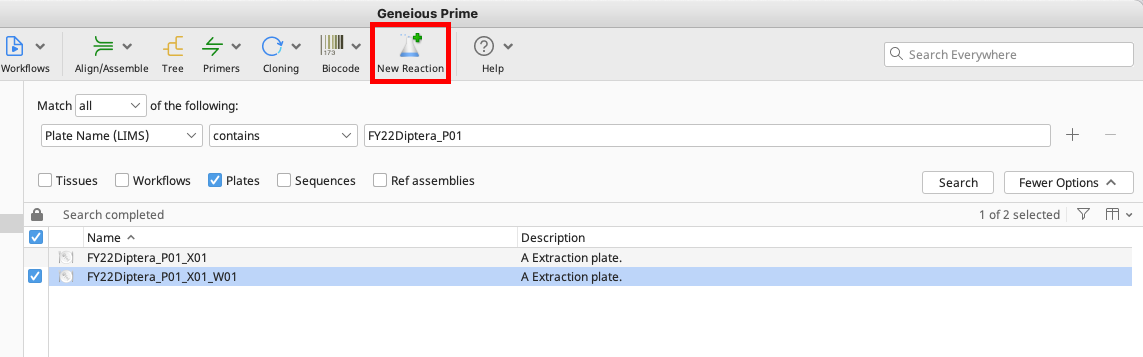 Geneious Prime
Workflows Align/Assemble Tree Primers Cloning 173 Biocode New Reaction ? Help Search Everywhere
Match all of the following:
Plate Name (LIMS) contains FY22Diptera_P01
Tissues Workflows Plates Sequences Ref assemblies Search Fewer Options
Search completed 1 of 2 selected
Name Description
FY22Diptera_P01_X01 A Extraction plate.
FY22Diptera_P01_X01_W01 A Extraction plate.